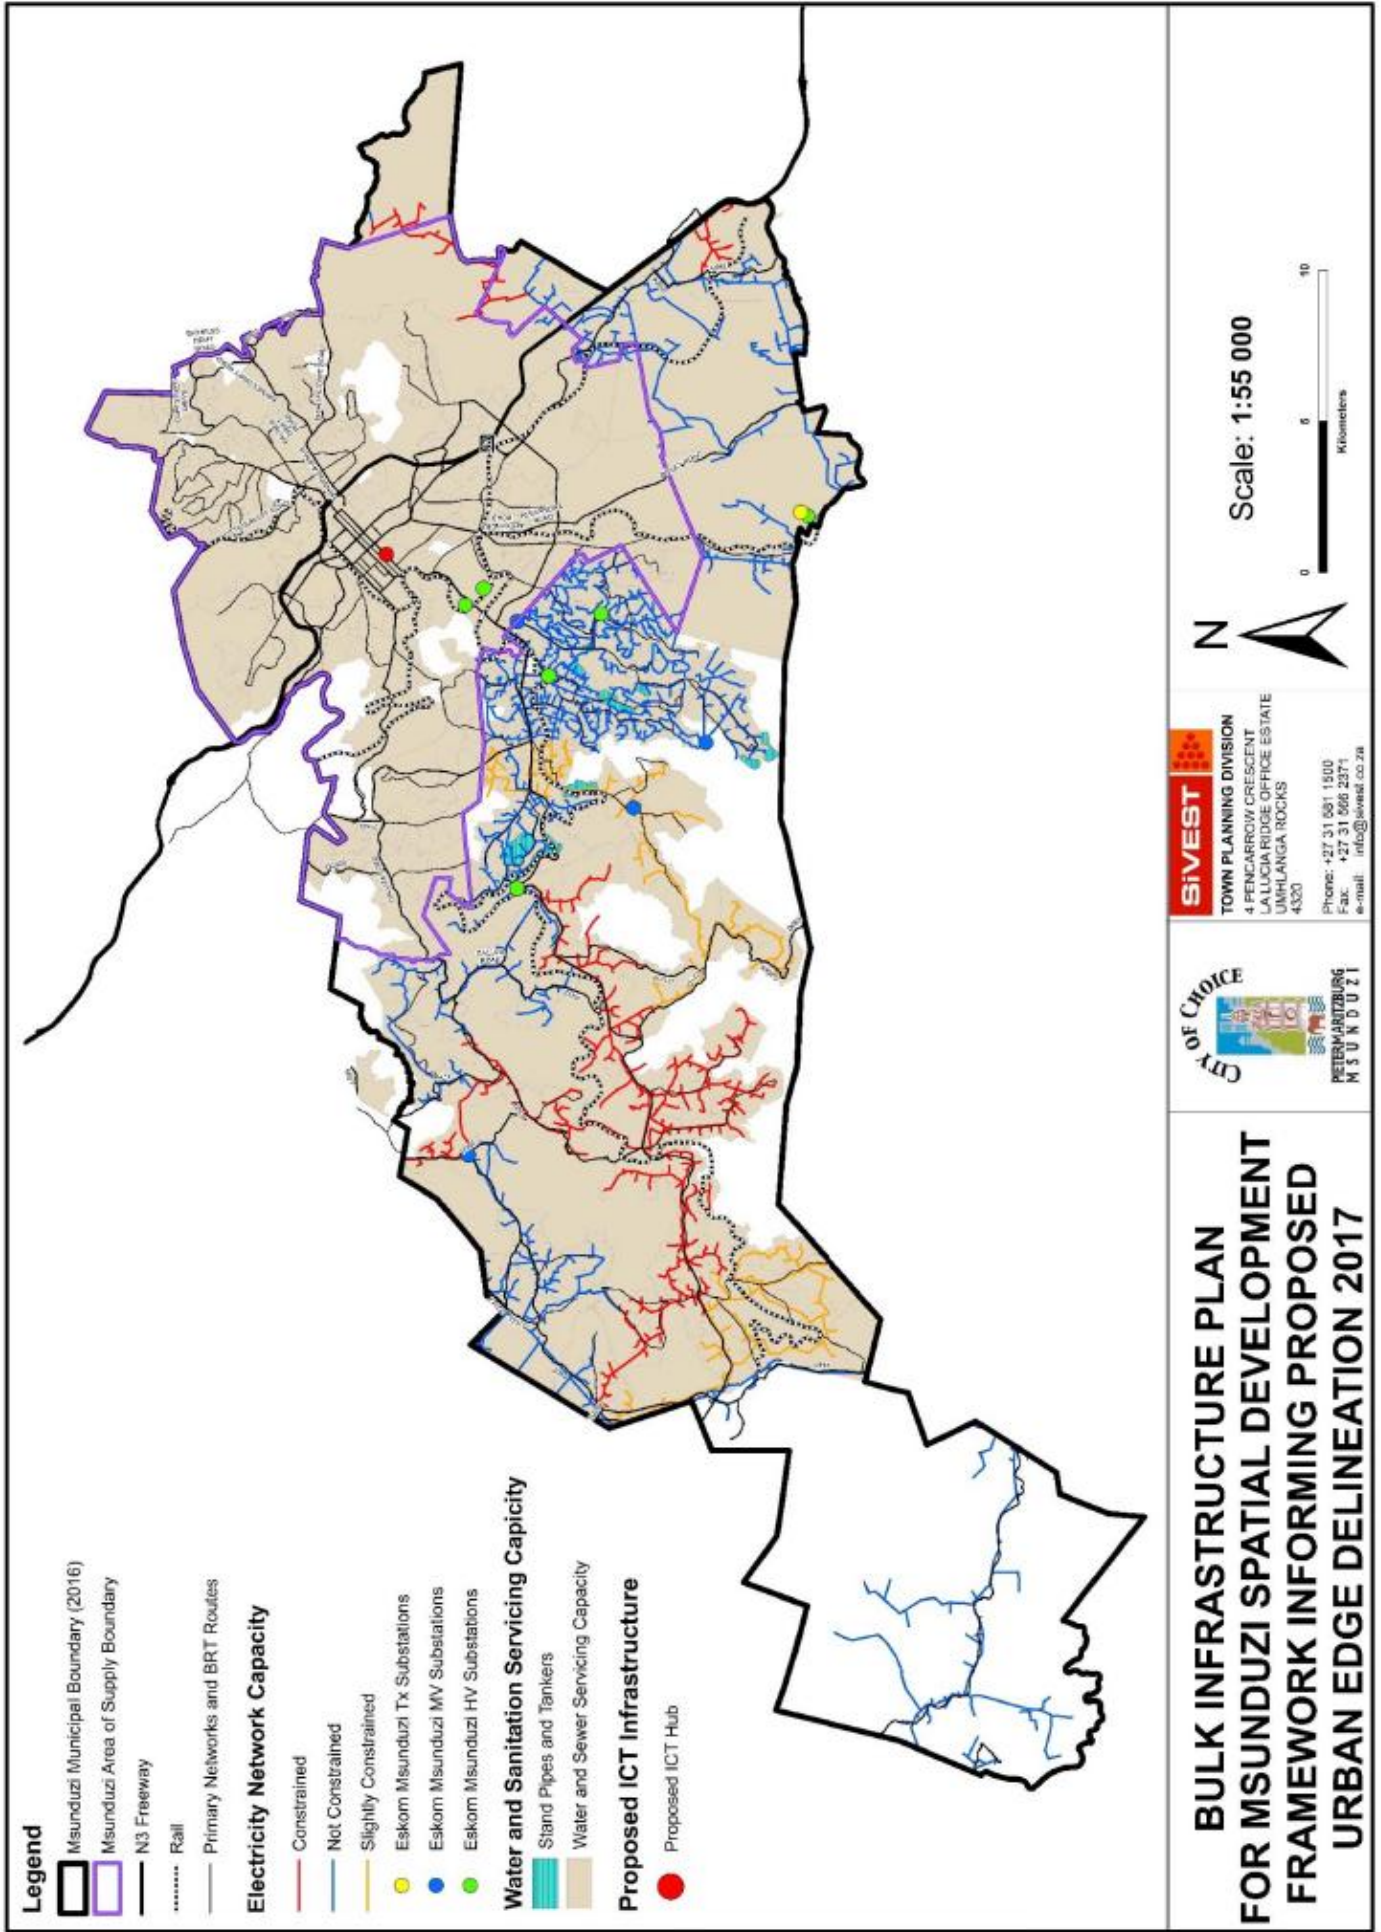 Legend
Msunduzi Municipal Boundary (2016)
Msunduzi Area of Supply Boundary
N3 Freeway
Rail
Primary Networks and BRT Routes
Electricity Network Capacity
Constrained
Not Constrained
Slightly Constrained
Eskom Msunduzi Tx Substations
Eskom Msunduzi MV Substations
Eskom Msunduzi HV Substations
Water and Sanitation Servicing Capicity
Stand Pipes and Tankers
Water and Sewer Servicing Capacity
Proposed ICT Infrastructure
Proposed ICT Hub
BULK INFRASTRUCTURE PLAN
FOR MSUNDUZI SPATIAL DEVELOPMENT
FRAMEWORK INFORMING PROPOSED
URBAN EDGE DELINEATION 2017
CITY OF CHOICE
PIETERMARITZBURG
MSUNDUZI
SiVEST
TOWN PLANNING DIVISION
4 PENCARROW CRESCENT
LA LUCIA RIDGE OFFICE ESTATE
UMHLANGA ROCKS
4320
Phone: +27 31 581 1500
Fax: +27 31 566 2371
e-mail: info@sivest.co.za
N
Scale: 1:55 000
0 5 10
Kilometers